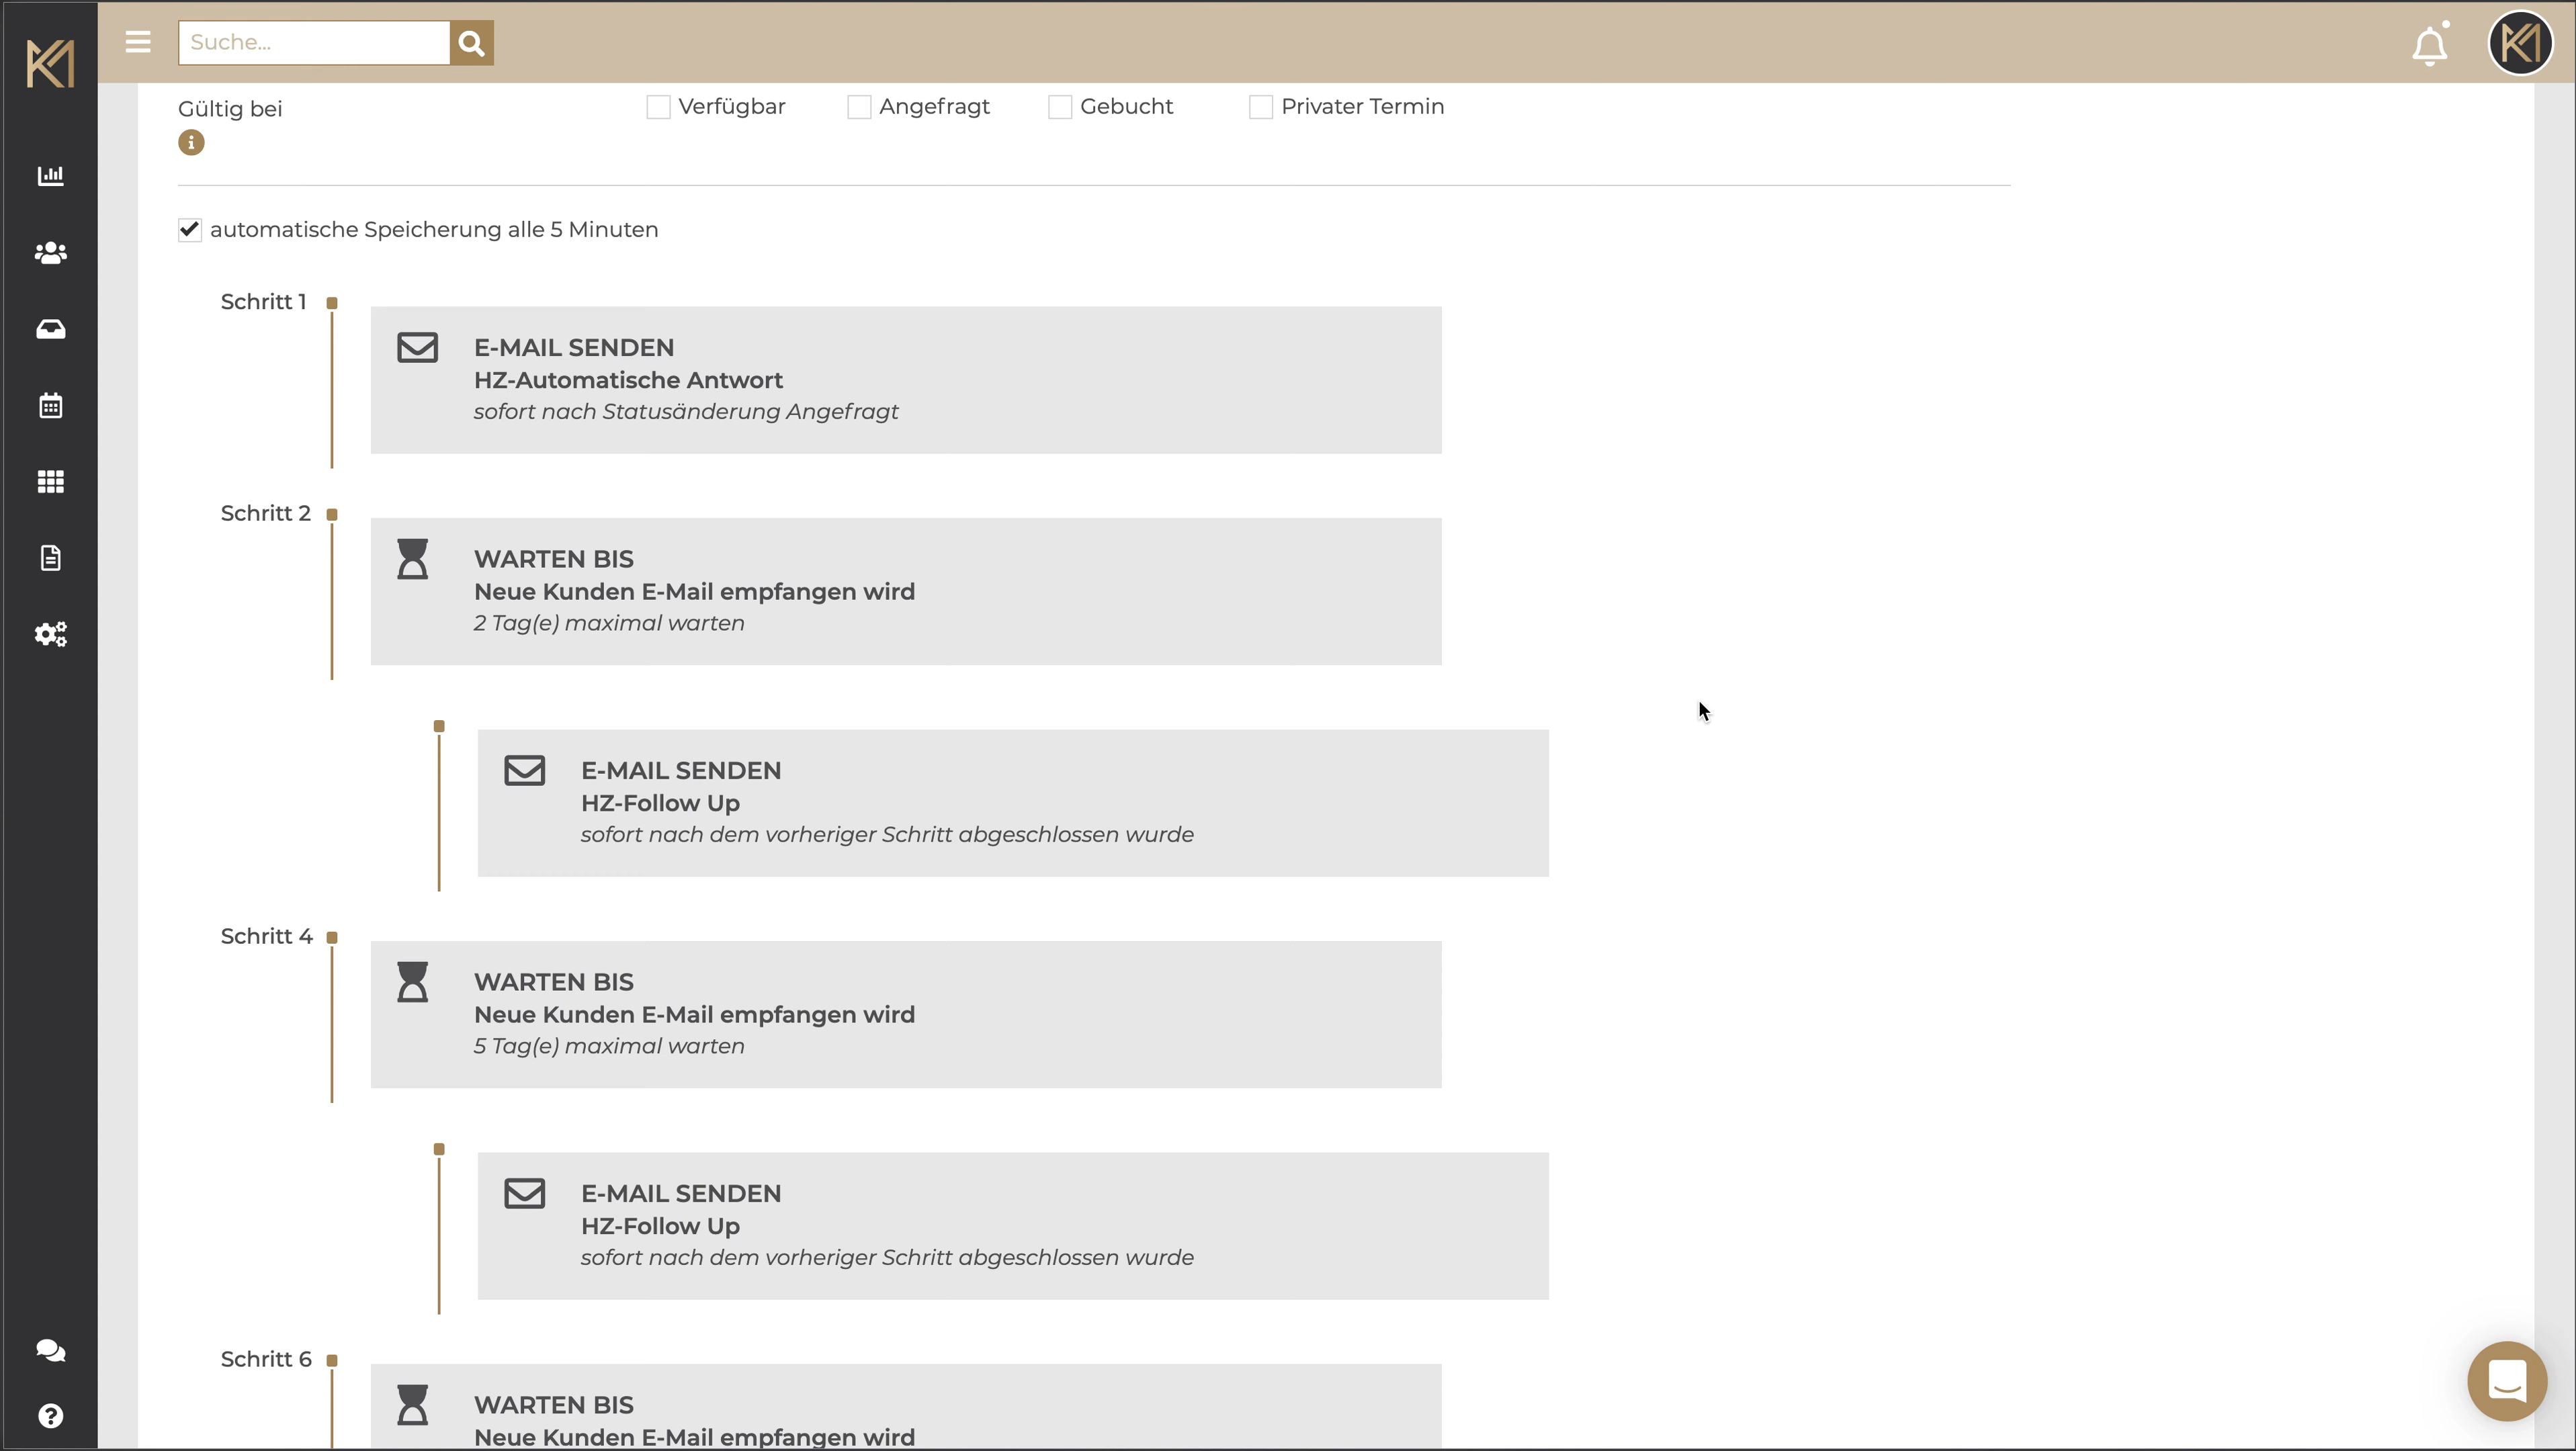 Suche...
Gültig bei
Verfügbar
Angefragt
Gebucht
Privater Termin
automatische Speicherung alle 5 Minuten
Schritt 1
E-MAIL SENDEN
HZ-Automatische Antwort
sofort nach Statusänderung Angefragt
Schritt 2
WARTEN BIS
Neue Kunden E-Mail empfangen wird
2 Tag(e) maximal warten
E-MAIL SENDEN
HZ-Follow Up
sofort nach dem vorheriger Schritt abgeschlossen wurde
Schritt 4
WARTEN BIS
Neue Kunden E-Mail empfangen wird
5 Tag(e) maximal warten
E-MAIL SENDEN
HZ-Follow Up
sofort nach dem vorheriger Schritt abgeschlossen wurde
Schritt 6
WARTEN BIS
Neue Kunden E-Mail empfangen wird